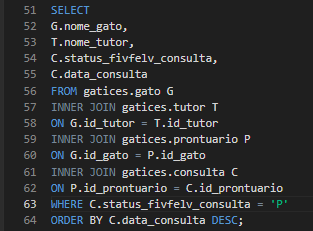 51 SELECT
52 G.nome_gato,
53 T.nome_tutor,
54 C.status_fivfelv_consulta,
55 C.data_consulta
56 FROM gatices.gato G
57 INNER JOIN gatices.tutor T
58 ON G.id_tutor = T.id_tutor
59 INNER JOIN gatices.prontuario P
60 ON G.id_gato = P.id_gato
61 INNER JOIN gatices.consulta C
62 ON P.id_prontuario = C.id_prontuario
63 WHERE C.status_fivfelv_consulta = 'P'
64 ORDER BY C.data_consulta DESC;